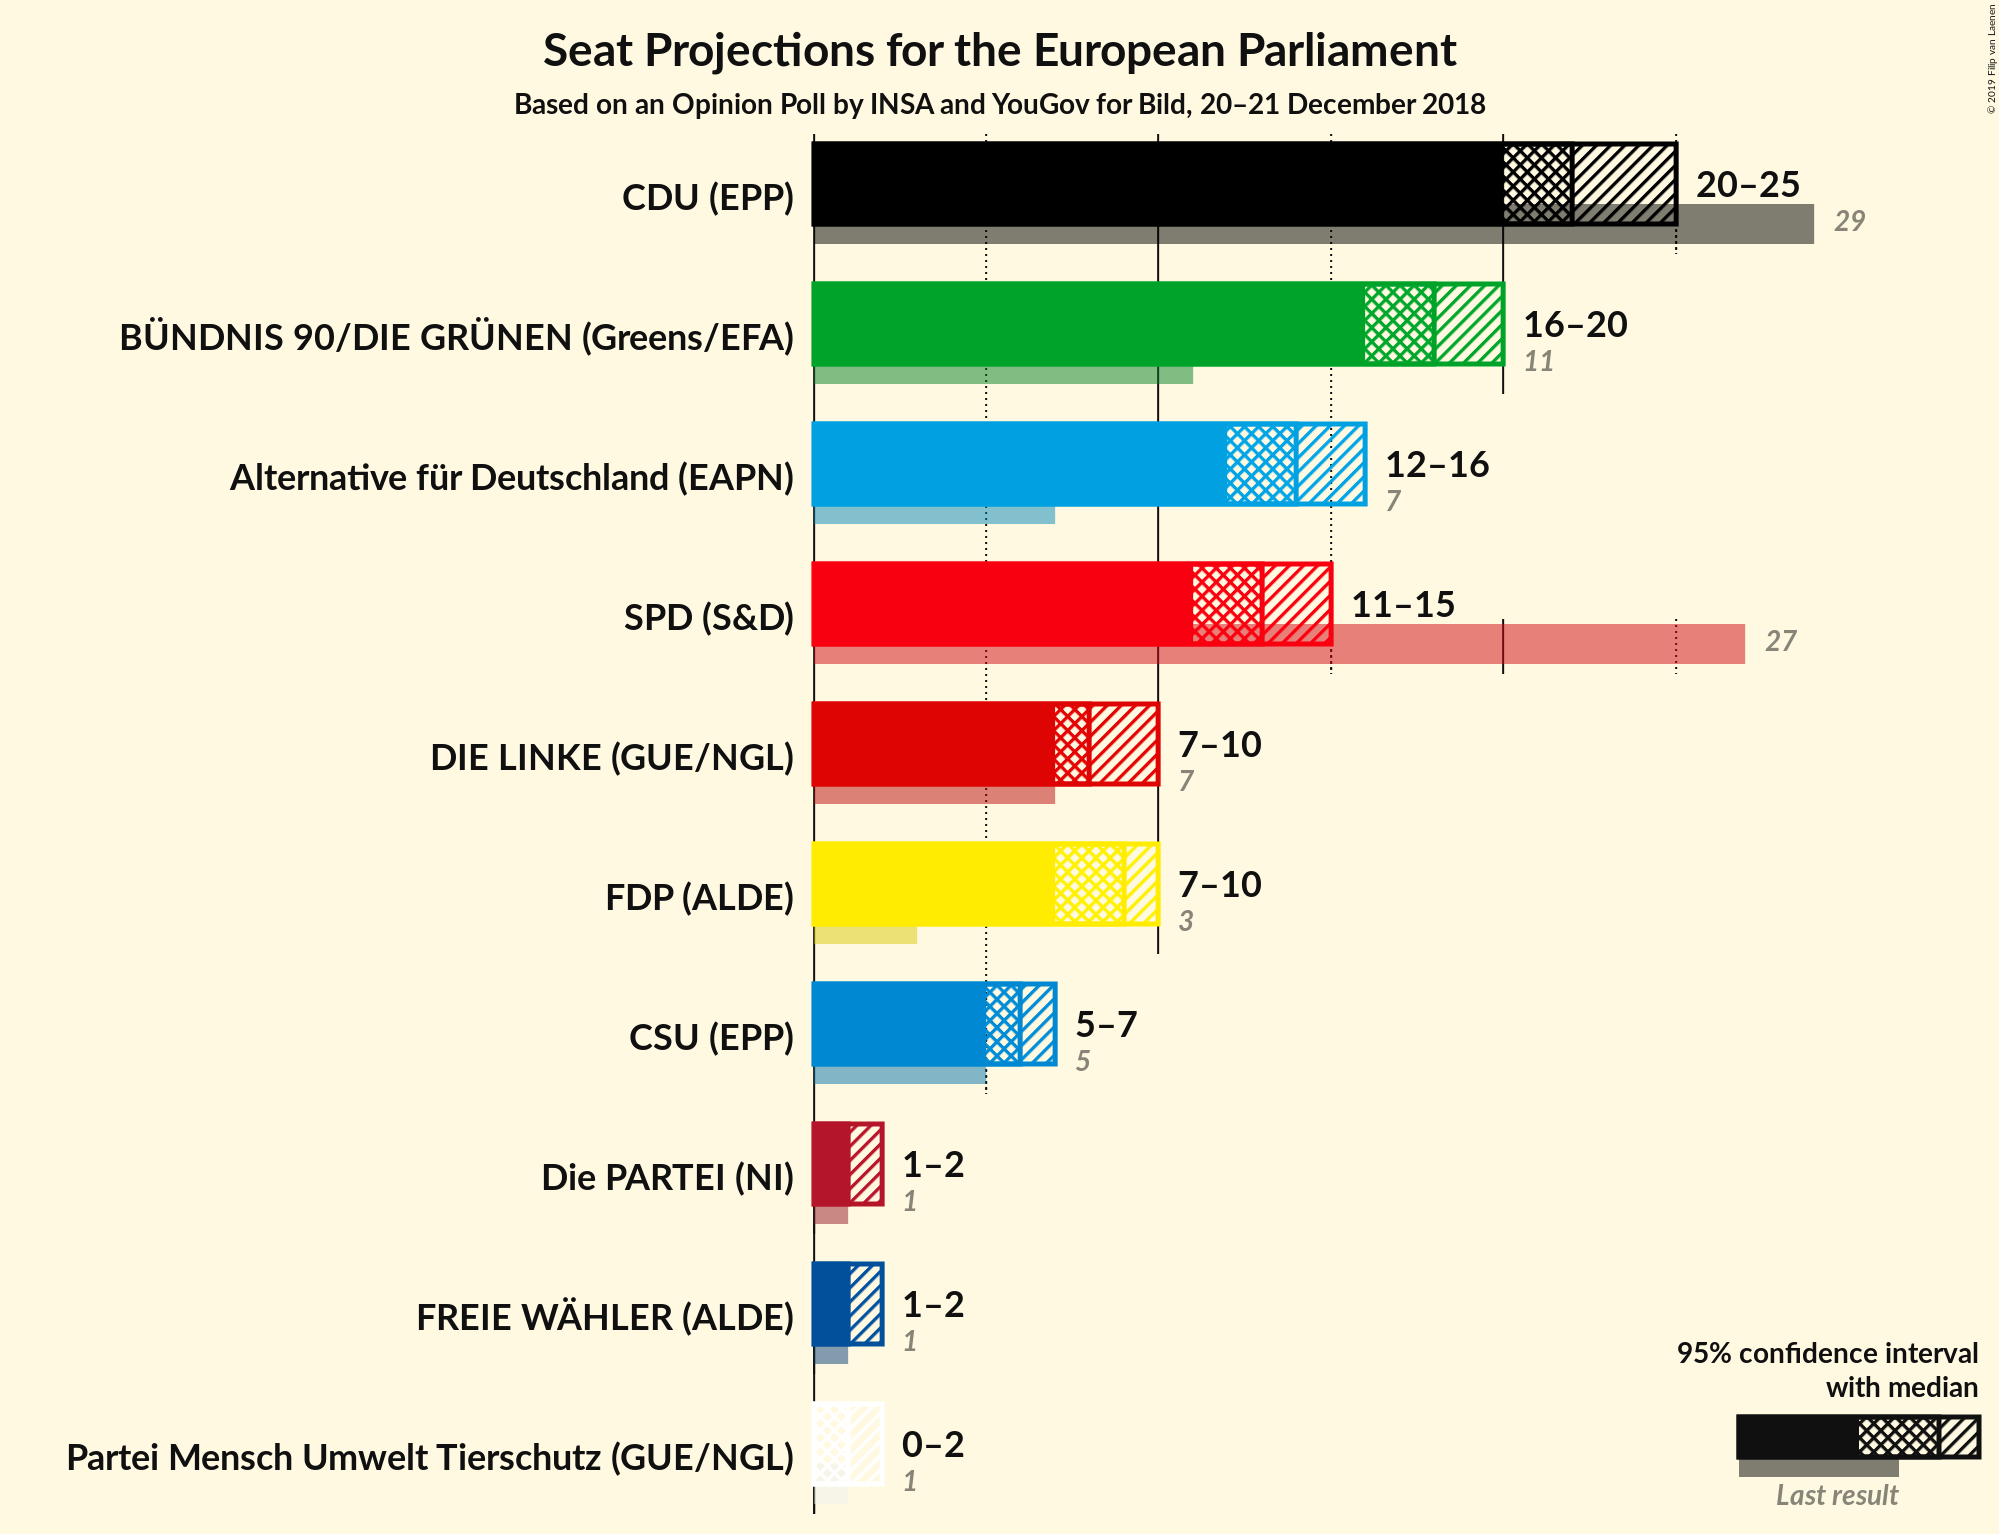 Seat Projections for the European Parliament
Based on an Opinion Poll by INSA and YouGov for Bild, 20–21 December 2018
© 2019 Filip van Laenen
CDU (EPP)
20–25
29
BÜNDNIS 90/DIE GRÜNEN (Greens/EFA)
16–20
11
Alternative für Deutschland (EAPN)
12–16
7
SPD (S&D)
11–15
27
DIE LINKE (GUE/NGL)
7–10
7
FDP (ALDE)
7–10
3
CSU (EPP)
5–7
5
Die PARTEI (NI)
1–2
1
FREIE WÄHLER (ALDE)
1–2
1
Partei Mensch Umwelt Tierschutz (GUE/NGL)
0–2
1
95% confidence interval
with median
Last result